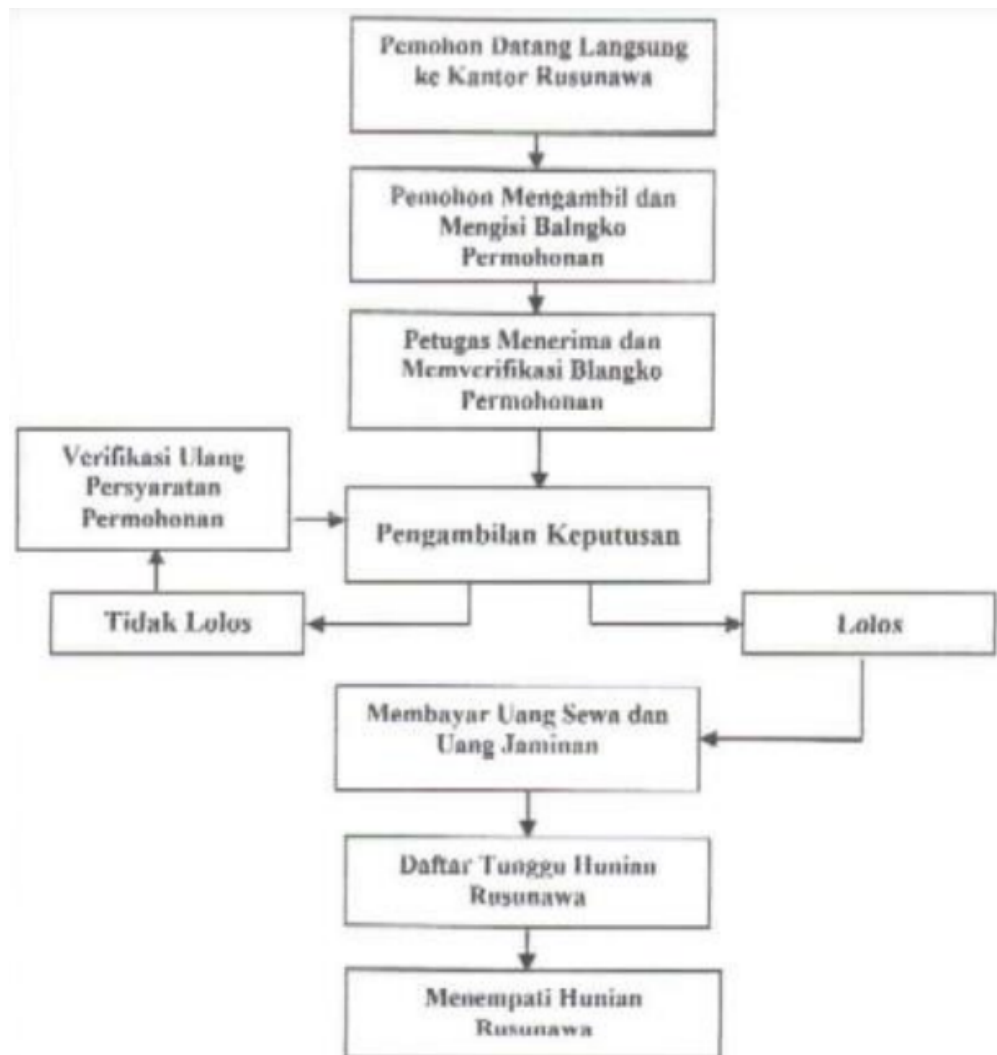 Pemohon Datang Langsung
ke Kantor Rusunawa
Pemohon Mengambil dan
Mengisi Balngko
Permohonan
Petugas Menerima dan
Memverifikasi Blangko
Permohonan
Verifikasi Ulang
Persyaratan
Permohonan
Pengambilan Keputusan
Tidak Lolos
Lolos
Membayar Uang Sewa dan
Uang Jaminan
Daftar Tunggu Hunian
Rusunawa
Menempati Hunian
Rusunawa